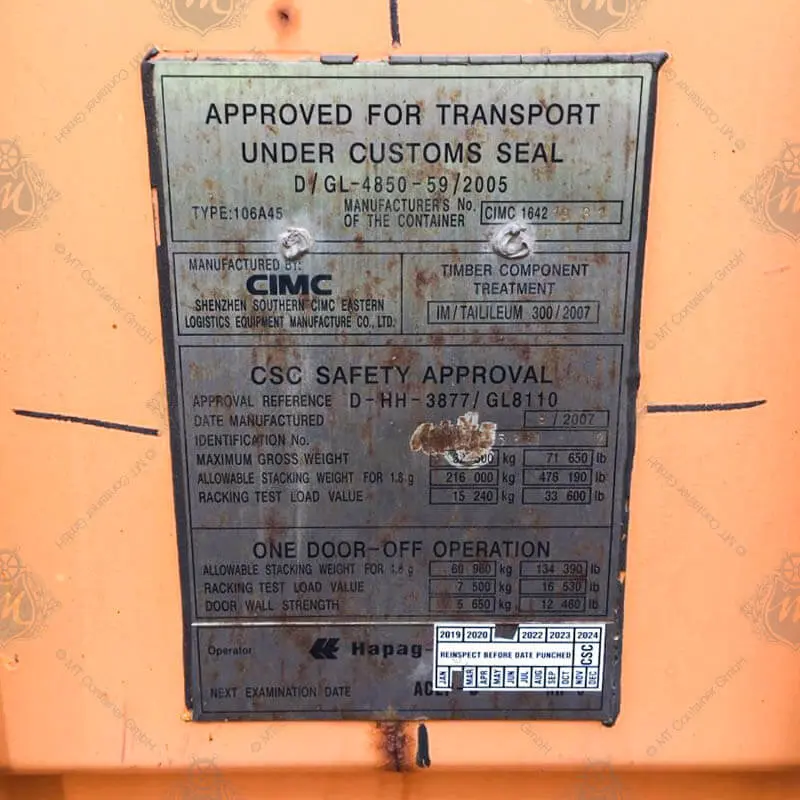 APPROVED FOR TRANSPORT
UNDER CUSTOMS SEAL
D/GL-4850-59/2005
TYPE:106A45
MANUFACTURER'S No.
OF THE CONTAINER
CIMC 1642
MANUFACTURED BY:
CIMC
SHENZHEN SOUTHERN CIMC EASTERN
LOGISTICS EQUIPMENT MANUFACTURE CO., LTD.
TIMBER COMPONENT
TREATMENT
IM/TAILILEUM 300/2007
CSC SAFETY APPROVAL
APPROVAL REFERENCE D-HH-3877/GL8110
DATE MANUFACTURED / 2007
IDENTIFICATION No.
MAXIMUM GROSS WEIGHT kg 71 650 lb
ALLOWABLE STACKING WEIGHT FOR 1.8 g 216 000 kg 476 190 lb
RACKING TEST LOAD VALUE 15 240 kg 33 600 lb
ONE DOOR-OFF OPERATION
ALLOWABLE STACKING WEIGHT FOR 1.8 g 60 960 kg 134 390 lb
RACKING TEST LOAD VALUE 7 500 kg 16 530 lb
DOOR WALL STRENGTH 5 650 kg 12 460 lb
Operator Hapag-
2019 2020 2022 2023 2024
REINSPECT BEFORE DATE PUNCHED
CSC
JAN MAR APR MAY JUN JUL AUG SEP OCT NOV DEC
NEXT EXAMINATION DATE
© MT Container GmbH